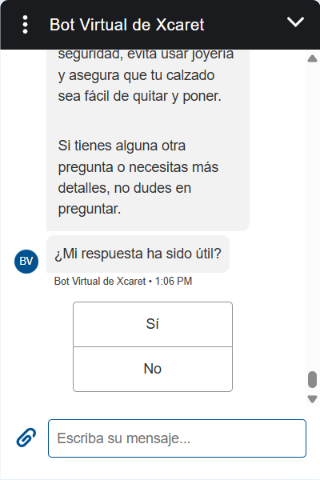 Bot Virtual de Xcaret
seguridad, evita usar joyería
y asegura que tu calzado
sea fácil de quitar y poner.
Si tienes alguna otra
pregunta o necesitas más
detalles, no dudes en
preguntar.
¿Mi respuesta ha sido útil?
BV
Bot Virtual de Xcaret • 1:06 PM
Sí
No
Escriba su mensaje...